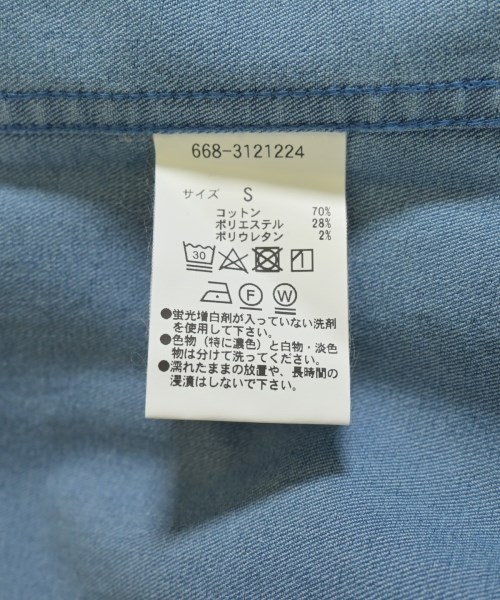 668-3121224
サイズ S
コットン 70%
ポリエステル 28%
ポリウレタン 2%
30
F W
●蛍光増白剤が入っていない洗剤
を使用して下さい。
●色物（特に濃色）と白物・淡色
物は分けて洗ってください。
●濡れたままの放置や、長時間の
浸漬はしないで下さい。